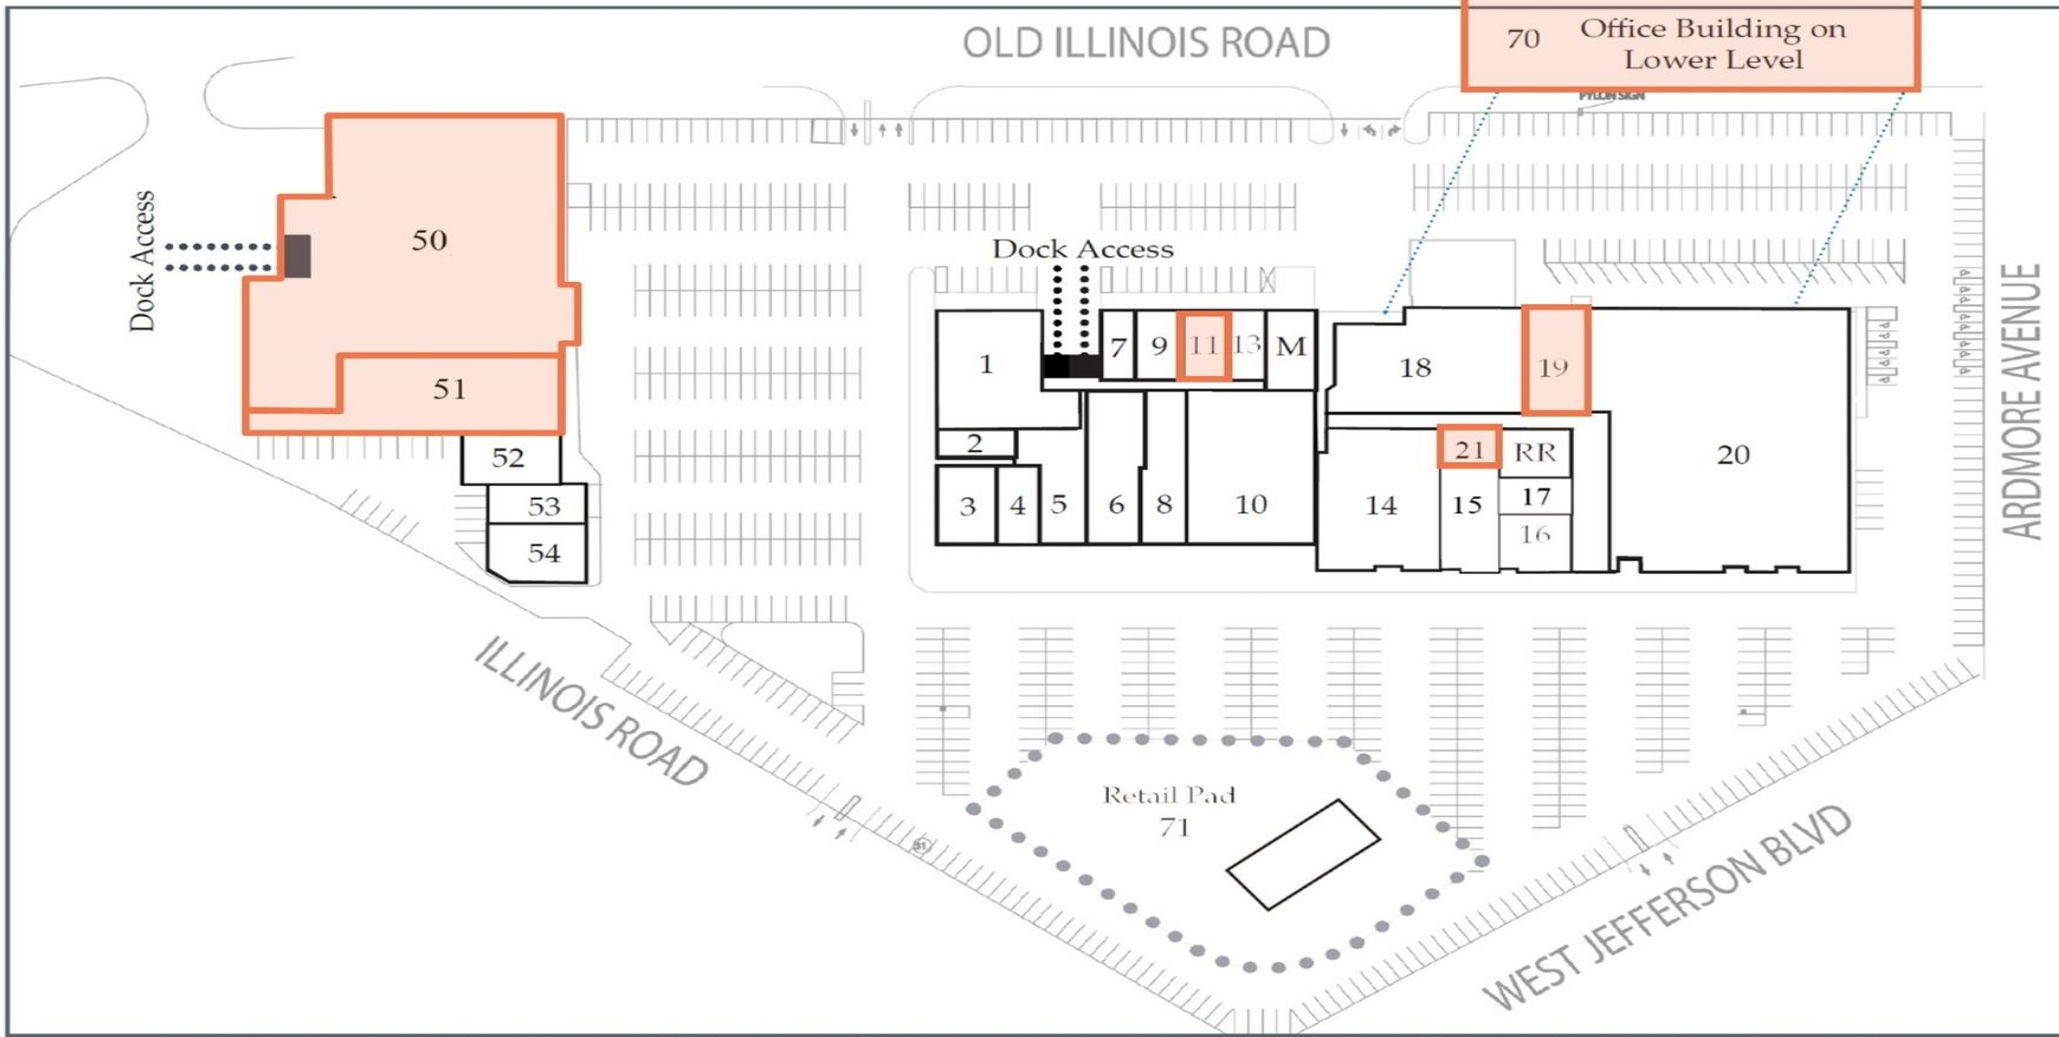 OLD ILLINOIS ROAD
70 Office Building on
Lower Level
PYLON SIGN
Dock Access
50
51
52
53
54
Dock Access
1
2
3
4
5
6
7
8
9
10
11
13
M
14
15
16
17
RR
18
19
20
21
ARDMORE AVENUE
ILLINOIS ROAD
Retail Pad
71
WEST JEFFERSON BLVD